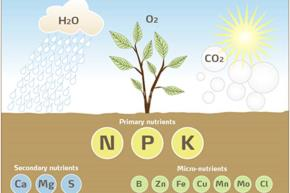 H2O
O2
CO2
Primary nutrients
N P K
Secondary nutrients
Micro-nutrients
Ca Mg S
B Zn Fe Cu Mn Mo Cl